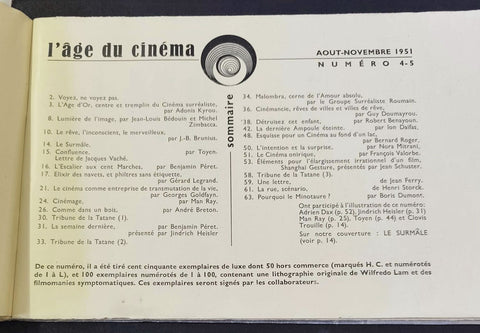 l'âge du cinéma
AOUT-NOVEMBRE 1951
NUMÉRO 4-5
sommaire
2. Voyez, ne voyez pas.
3. L'Age d'Or, centre et tremplin du Cinéma surréaliste,
par Adonis Kyrou.
8. Lumière de l'image, par Jean-Louis Bédouin et Michel
Zimbacca.
10. Le rêve, l'inconscient, le merveilleux,
par J.-B. Brunius.
14. Le Surmâle.
15. Confluence, par Toyen.
Lettre de Jacques Vaché.
16. L'Escalier aux cent Marches, par Benjamin Péret.
17. Elixir des navets, et philtres sans étiquette,
par Gérard Legrand.
21. Le cinéma comme entreprise de transmutation de la vie,
par Georges Goldfayn.
24. Cinémage, par Man Ray.
26. Comme dans un bois, par André Breton.
30. Tribune de la Tatane (1).
31. La semaine dernière, par Benjamin Péret,
présenté par Jindrich Heisler
33. Tribune de la Tatane (2)
34. Malombra, cerne de l'Amour absolu,
par le Groupe Surréaliste Roumain.
36. Cinémancie, rêves de villes et villes de rêve,
par Guy Doumayrou.
38. Détruisez cet enfant, par Robert Benayoun.
42. La dernière Ampoule éteinte, par Ion Daïfas,
48. Esquisse pour un Cinéma au fond d'un lac,
par Bernard Roger,
50. L'intention et la surprise, par Nora Mitrani,
51. Le Cinéma onirique, par François Valorbe.
53. Éléments pour l'élargissement irrationnel d'un film,
Shanghaï Gesture, présentés par Jean Schuster.
58. Tribune de la Tatane (3).
59. Une lettre, de Jean Ferry.
61. La rue, scénario, de Henri Storck.
63. Pourquoi le Minotaure ? par Boris Dumont.
Ont participé à l'illustration de ce numéro:
Adrien Dax (p. 52), Jindrich Heisler (p. 31)
Man Ray (p. 25), Toyen (p. 44) et Clovis
Trouille (p. 14).
Sur notre couverture : LE SURMÂLE
(voir p. 14).
De ce numéro, il a été tiré cent cinquante exemplaires de luxe dont 50 hors commerce (marqués H. C. et numérotés
de I à L), et 100 exemplaires numérotés de 1 à 100, contenant une lithographie originale de Wilfredo Lam et des
filmomanies symptomatiques. Ces exemplaires seront signés par les collaborateurs.